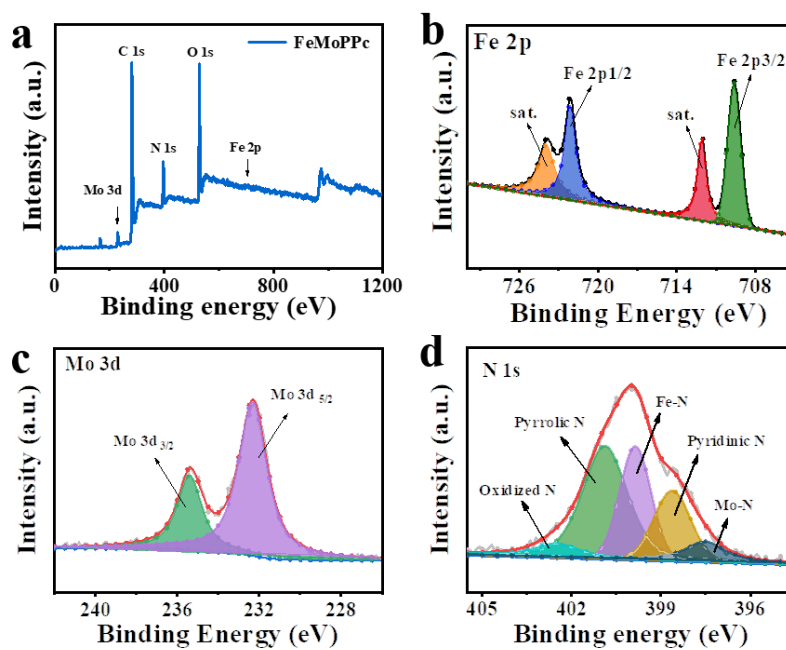 a
FeMoPPc
C 1s
O 1s
N 1s
Fe 2p
Mo 3d
Intensity (a.u.)
0 400 800 1200
Binding energy (eV)
b
Fe 2p
Fe 2p1/2
Fe 2p3/2
sat.
sat.
Intensity (a.u.)
726 720 714 708
Binding Energy (eV)
c
Mo 3d
Mo 3d 5/2
Mo 3d 3/2
Intensity (a.u.)
240 236 232 228
Binding Energy (eV)
d
N 1s
Fe-N
Pyrrolic N
Pyridinic N
Oxidized N
Mo-N
Intensity (a.u.)
405 402 399 396
Binding energy (eV)